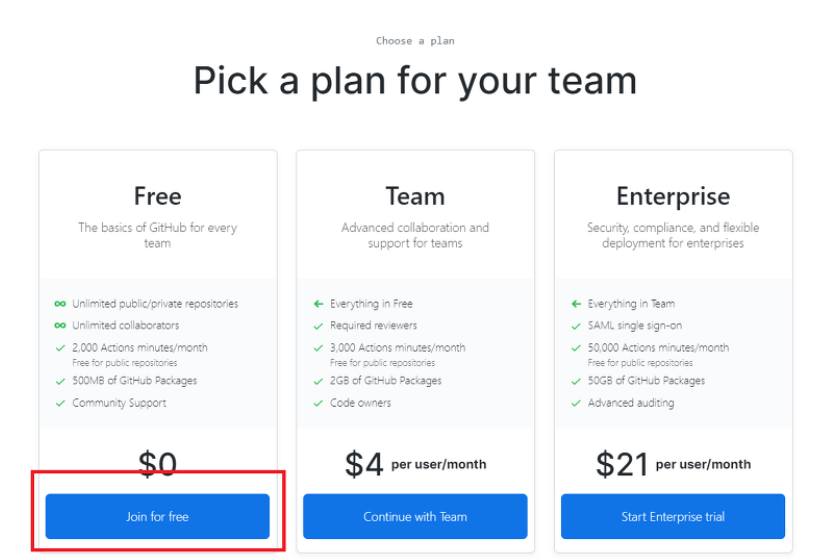 Choose a plan
Pick a plan for your team
Free
The basics of GitHub for every
team
Unlimited public/private repositories
Unlimited collaborators
2,000 Actions minutes/month
Free for public repositories
500MB of GitHub Packages
Community Support
$0
Join for free
Team
Advanced collaboration and
support for teams
Everything in Free
Required reviewers
3,000 Actions minutes/month
Free for public repositories
2GB of GitHub Packages
Code owners
$4 per user/month
Continue with Team
Enterprise
Security, compliance, and flexible
deployment for enterprises
Everything in Team
SAML single sign-on
50,000 Actions minutes/month
Free for public repositories
50GB of GitHub Packages
Advanced auditing
$21 per user/month
Start Enterprise trial